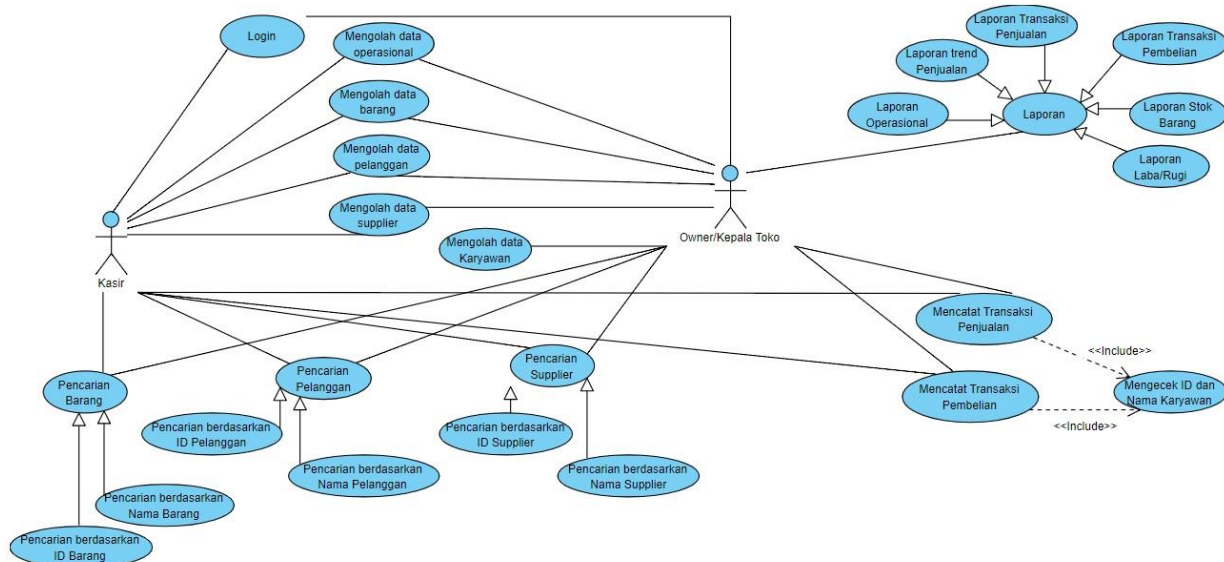 Login
Mengolah data
operasional
Mengolah data
barang
Mengolah data
pelanggan
Mengolah data
supplier
Mengolah data
Karyawan
Kasir
Owner/Kepala Toko
Laporan Transaksi
Penjualan
Laporan Transaksi
Pembelian
Laporan trend
Penjualan
Laporan
Operasional
Laporan
Laporan Stok
Barang
Laporan
Laba/Rugi
Pencarian
Barang
Pencarian
Pelanggan
Pencarian
Supplier
Pencarian berdasarkan
ID Pelanggan
Pencarian berdasarkan
Nama Pelanggan
Pencarian berdasarkan
ID Supplier
Pencarian berdasarkan
Nama Supplier
Pencarian berdasarkan
Nama Barang
Pencarian berdasarkan
ID Barang
Mencatat Transaksi
Penjualan
Mencatat Transaksi
Pembelian
<<Include>>
Mengecek ID dan
Nama Karyawan
<<Include>>